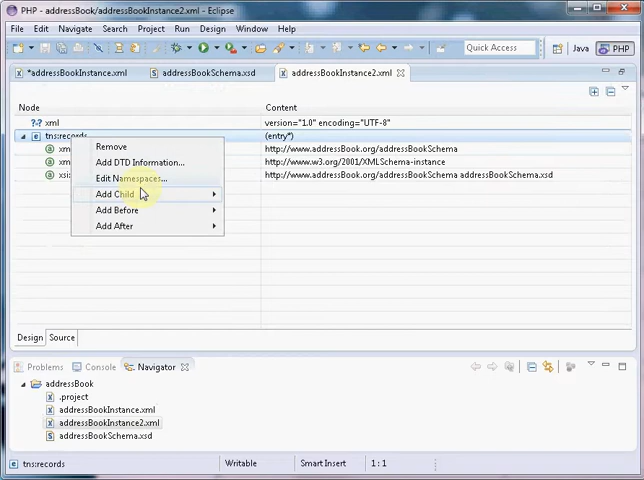 PHP - addressBook/addressBookInstance2.xml - Eclipse
File Edit Navigate Search Project Run Design Window Help
Quick Access Java PHP
*addressBookInstance.xml addressBookSchema.xsd addressBookInstance2.xml
Node Content
?-? xml version="1.0" encoding="UTF-8"
e tns:records (entry*)
a xm http://www.addressBook.org/addressBookSchema
a xm http://www.w3.org/2001/XMLSchema-instance
a xsi http://www.addressBook.org/addressBookSchema addressBookSchema.xsd
Remove
Add DTD Information...
Edit Namespaces...
Add Child
Add Before
Add After
Design Source
Problems Console Navigator
addressBook
.project
addressBookInstance.xml
addressBookInstance2.xml
S addressBookSchema.xsd
e tns:records Writable Smart Insert 1 : 1